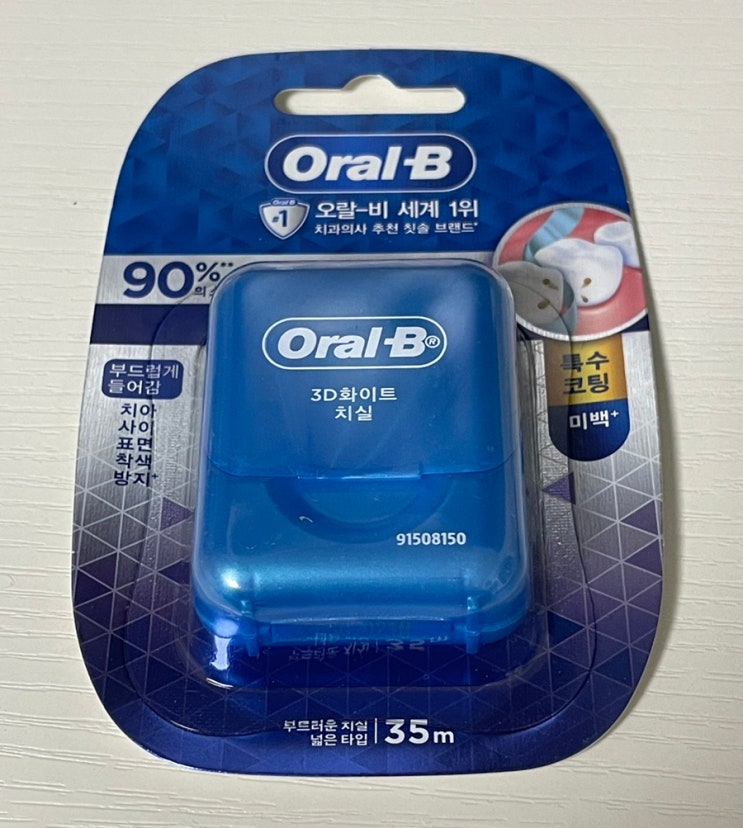 Oral-B
Oral-B
#1
오랄-비 세계 1위
치과의사 추천 칫솔 브랜드*
90%**
의
부드럽게
들어감
치아
사이
표면
착색
방지+
Oral-B®
3D화이트
치실
91508150
특수
코팅
미백+
부드러운 치실
넓은 타입
35m